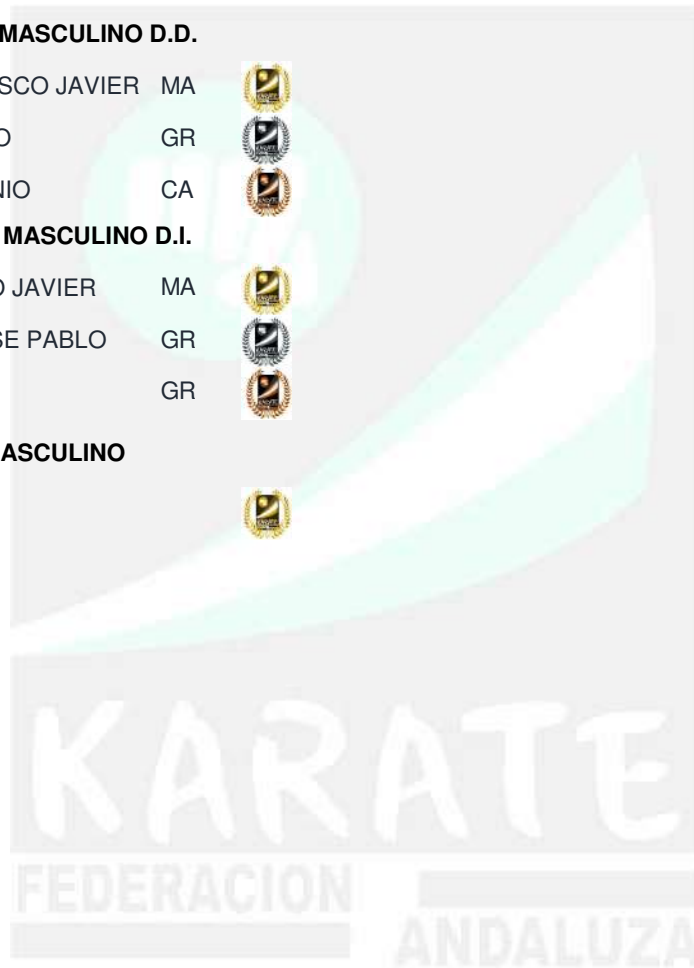 MASCULINO D.D.
SCO JAVIER MA
O GR
NIO CA
MASCULINO D.I.
O JAVIER MA
SE PABLO GR
GR
ASCULINO
KARATE
FEDERACION
ANDALUZA